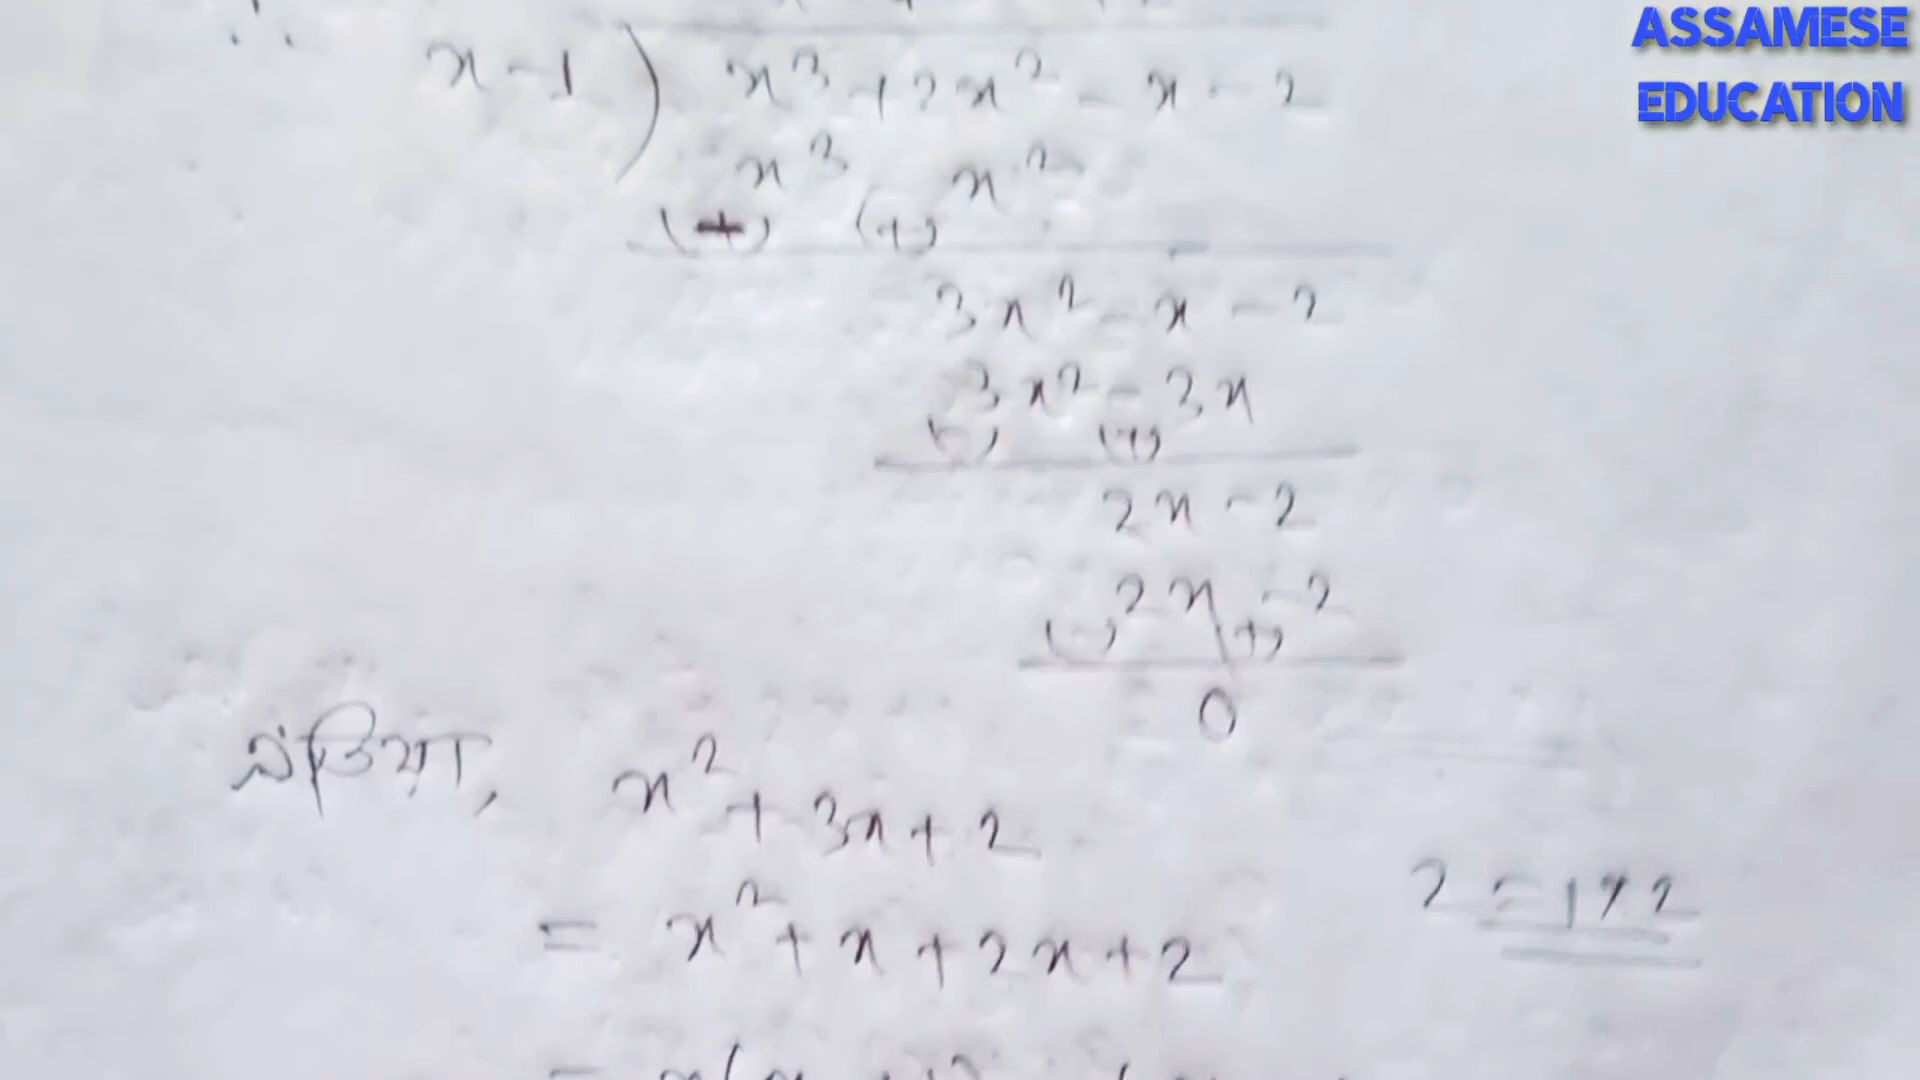 ASSAMESE
EDUCATION
∴ x-1) x³+2x²-x-2
x³ x²
(+) (+)
3x²-x-2
3x²-3x
(-) (+)
2x-2
2x-2
(-) (+)
0
এতিয়া, x²+3x+2
= x²+x+2x+2
2=1×2